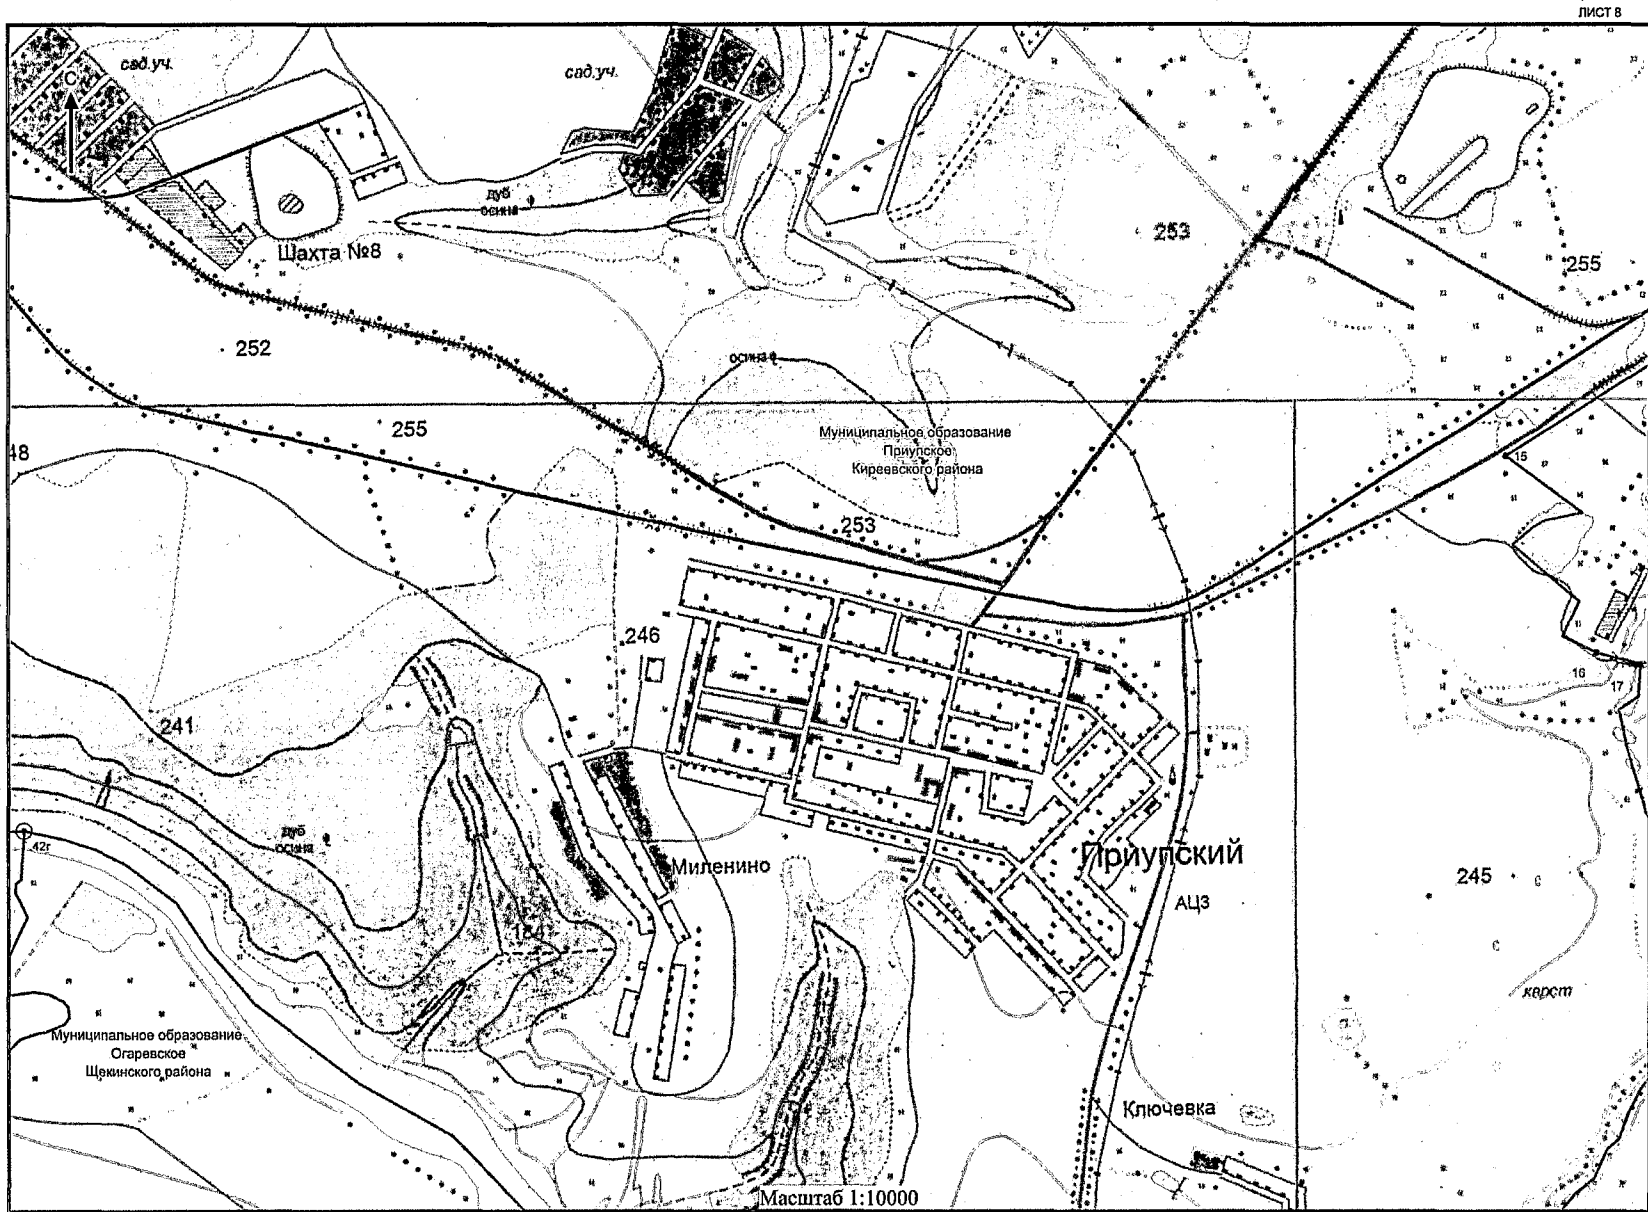 ЛИСТ 8
сад.уч.
сад.уч.
С
дуб
осина
Шахта №8
253
255
252
осина
255
Муниципальное образование
Приупское
Киреевского района
48
15
253
246
16
17
241
дуб
осина
42г
Миленино
Приупский
245
АЦЗ
карст
Муниципальное образование
Огаревское
Щекинского района
Ключевка
Масштаб 1:10000